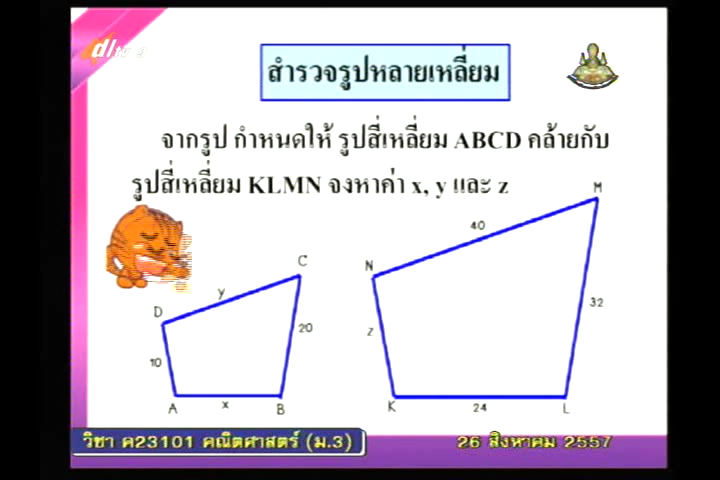 dltv 4
สำรวจรูปหลายเหลี่ยม
จากรูป กำหนดให้ รูปสี่เหลี่ยม ABCD คล้ายกับ
รูปสี่เหลี่ยม KLMN จงหาค่า x, y และ z
M
40
C
N
y
D
20
z
32
10
A
x
B
K
24
L
วิชา ค23101 คณิตศาสตร์ (ม.3)
26 สิงหาคม 2557